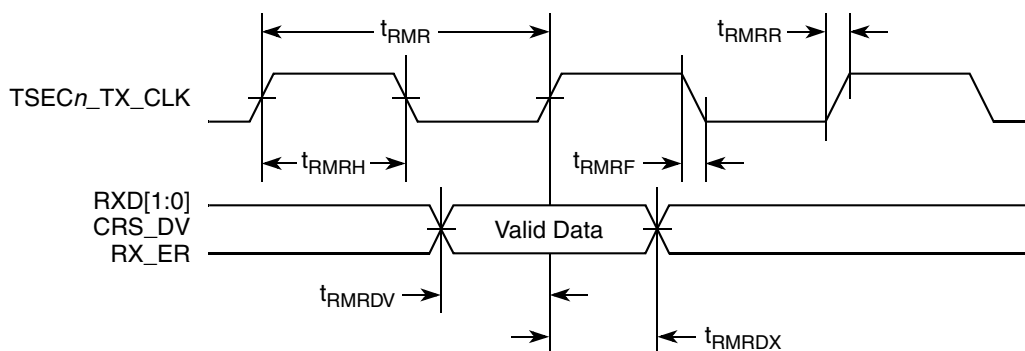 tRMR
tRMRR
TSECn_TX_CLK
tRMRH
tRMRF
RXD[1:0]
CRS_DV
RX_ER
Valid Data
tRMRDV
tRMRDX